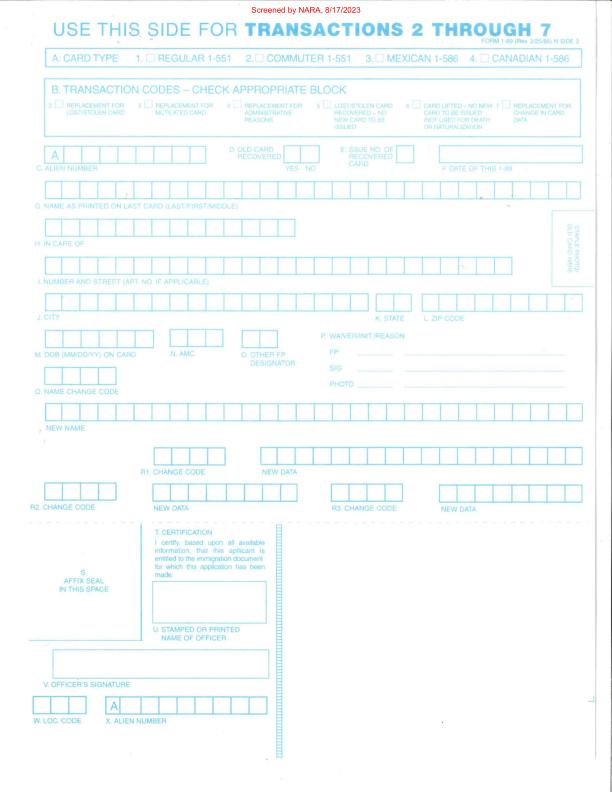 Screened by NARA, 8/17/2023
USE THIS SIDE FOR TRANSACTIONS 2 THROUGH 7
FORM 1-89 (Rev. 2/25/88) N SIDE 2
A. CARD TYPE 1. REGULAR 1-551 2. COMMUTER 1-551 3. MEXICAN 1-586 4. CANADIAN 1-586
B. TRANSACTION CODES – CHECK APPROPRIATE BLOCK
2 REPLACEMENT FOR LOST/STOLEN CARD
3 REPLACEMENT FOR MUTILATED CARD
4 REPLACEMENT FOR ADMINISTRATIVE REASONS
5 LOST/STOLEN CARD RECOVERED – NO NEW CARD TO BE ISSUED
6 CARD LIFTED – NO NEW CARD TO BE ISSUED (NOT USED FOR DEATH OR NATURALIZATION
7 REPLACEMENT FOR CHANGE IN CARD DATA
A
C. ALIEN NUMBER
D. OLD CARD RECOVERED
YES NO
E. ISSUE NO. OF RECOVERED CARD
F. DATE OF THIS 1-89
G. NAME AS PRINTED ON LAST CARD (LAST/FIRST/MIDDLE)
H. IN CARE OF
STAPLE PHOTO/
OLD CARD HERE
I. NUMBER AND STREET (APT. NO. IF APPLICABLE)
J. CITY K. STATE L. ZIP CODE
M. DOB (MM/DD/YY) ON CARD N. AMC O. OTHER FP DESIGNATOR
P. WAIVER/INIT./REASON
FP
SIG
PHOTO
Q. NAME CHANGE CODE
NEW NAME
R1. CHANGE CODE NEW DATA
R2. CHANGE CODE NEW DATA R3. CHANGE CODE NEW DATA
S.
AFFIX SEAL
IN THIS SPACE
T. CERTIFICATION
I certify, based upon all available
information, that this applicant is
entitled to the immigration document
for which this application has been
made.
U. STAMPED OR PRINTED
NAME OF OFFICER
V. OFFICER'S SIGNATURE
A
W. LOC. CODE X. ALIEN NUMBER